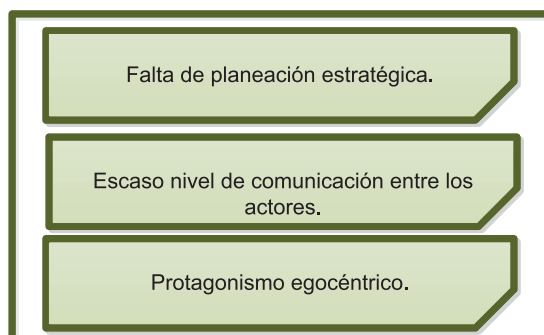 Falta de planeación estratégica.
Escaso nivel de comunicación entre los
actores.
Protagonismo egocéntrico.